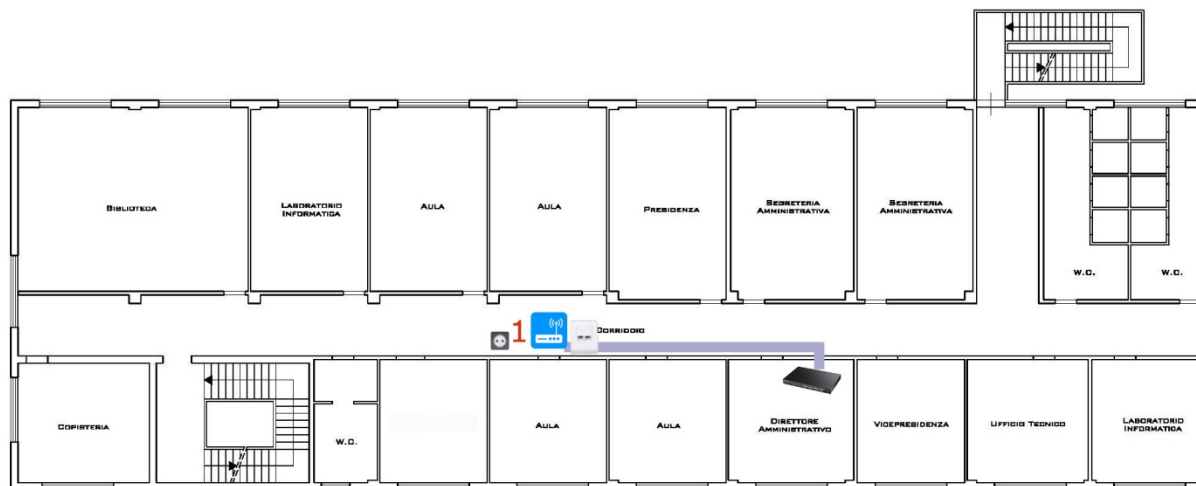 BIBLIOTECA
LABORATORIO
INFORMATICA
AULA
AULA
PRESIDENZA
SEGRETERIA
AMMINISTRATIVA
SEGRETERIA
AMMINISTRATIVA
W.C.
W.C.
1
CORRIDOIO
COPISTERIA
W.C.
AULA
AULA
DIRETTORE
AMMINISTRATIVO
VICEPRESIDENZA
UFFICIO TECNICO
LABORATORIO
INFORMATICA